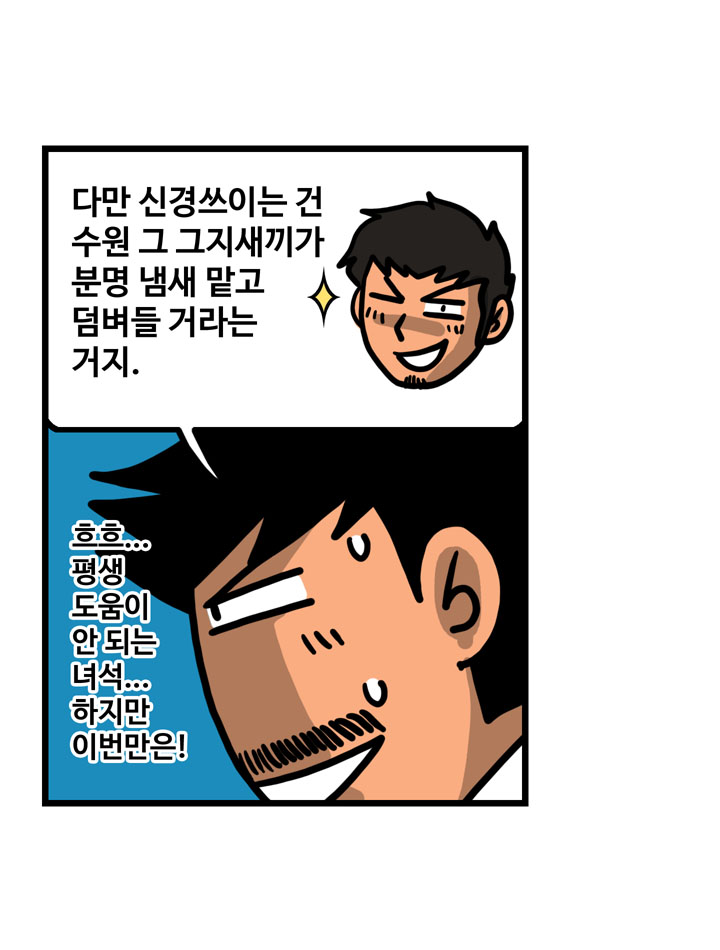 다만 신경쓰이는 건
수원 그 그지새끼가
분명 냄새 맡고
덤벼들 거라는
거지.
흐흐...
평생
도움이
안 되는
녀석...
하지만
이번만은!